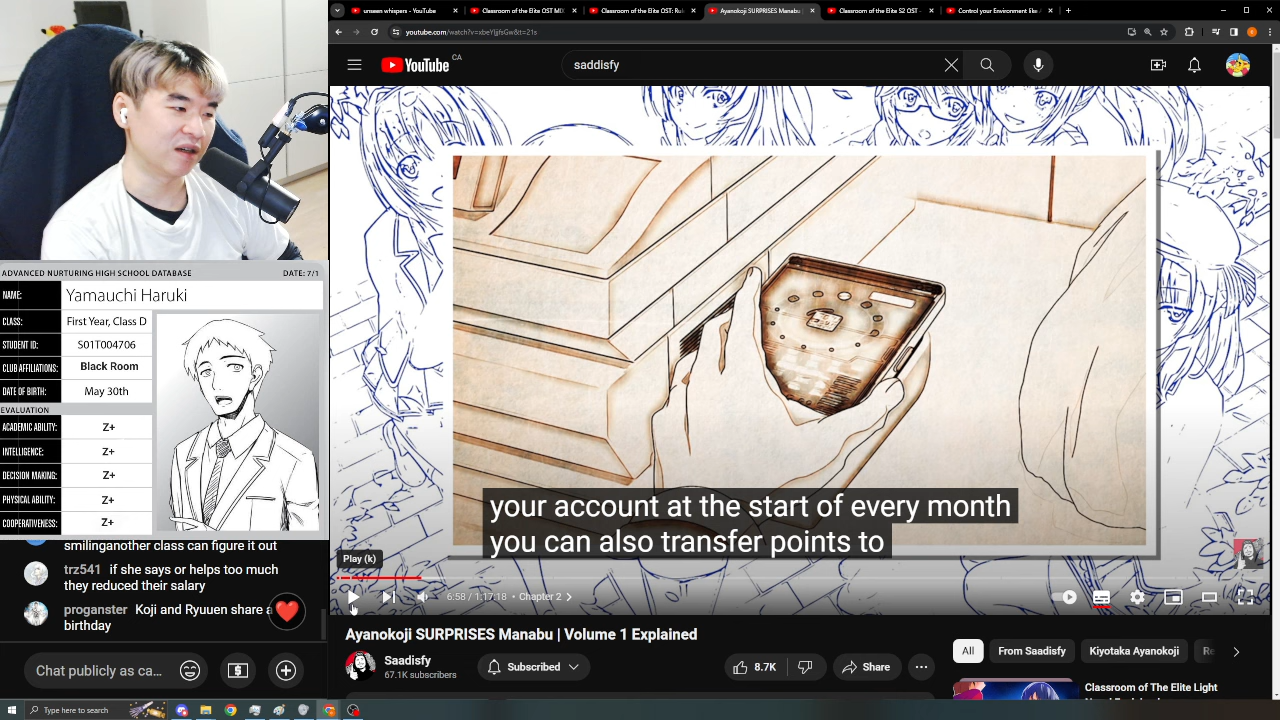 unseen whispers - YouTube
Classroom of the Elite OST MIX
Classroom of the Elite OST: Rul
Ayanokoji SURPRISES Manabu |
Classroom of the Elite S2 OST -
Control your Environment like A
YouTube CA
saddisfy
ADVANCED NURTURING HIGH SCHOOL DATABASE DATE: 7/1
NAME: Yamauchi Haruki
CLASS: First Year, Class D
STUDENT ID: S01T004706
CLUB AFFILIATIONS: Black Room
DATE OF BIRTH: May 30th
EVALUATION
ACADEMIC ABILITY: Z+
INTELLIGENCE: Z+
DECISION MAKING: Z+
PHYSICAL ABILITY: Z+
COOPERATIVENESS: Z+
your account at the start of every month
you can also transfer points to
smilinganother class can figure it out
trz541 if she says or helps too much
they reduced their salary
proganster Koji and Ryuuen share a
birthday
Chat publicly as ca...
Play (k)
6:58 / 1:17:18 • Chapter 2
Ayanokoji SURPRISES Manabu | Volume 1 Explained
Saadisfy
67.1K subscribers
Subscribed
8.7K
Share
All
From Saadisfy
Kiyotaka Ayanokoji
Re
Classroom of The Elite Light
Type here to search